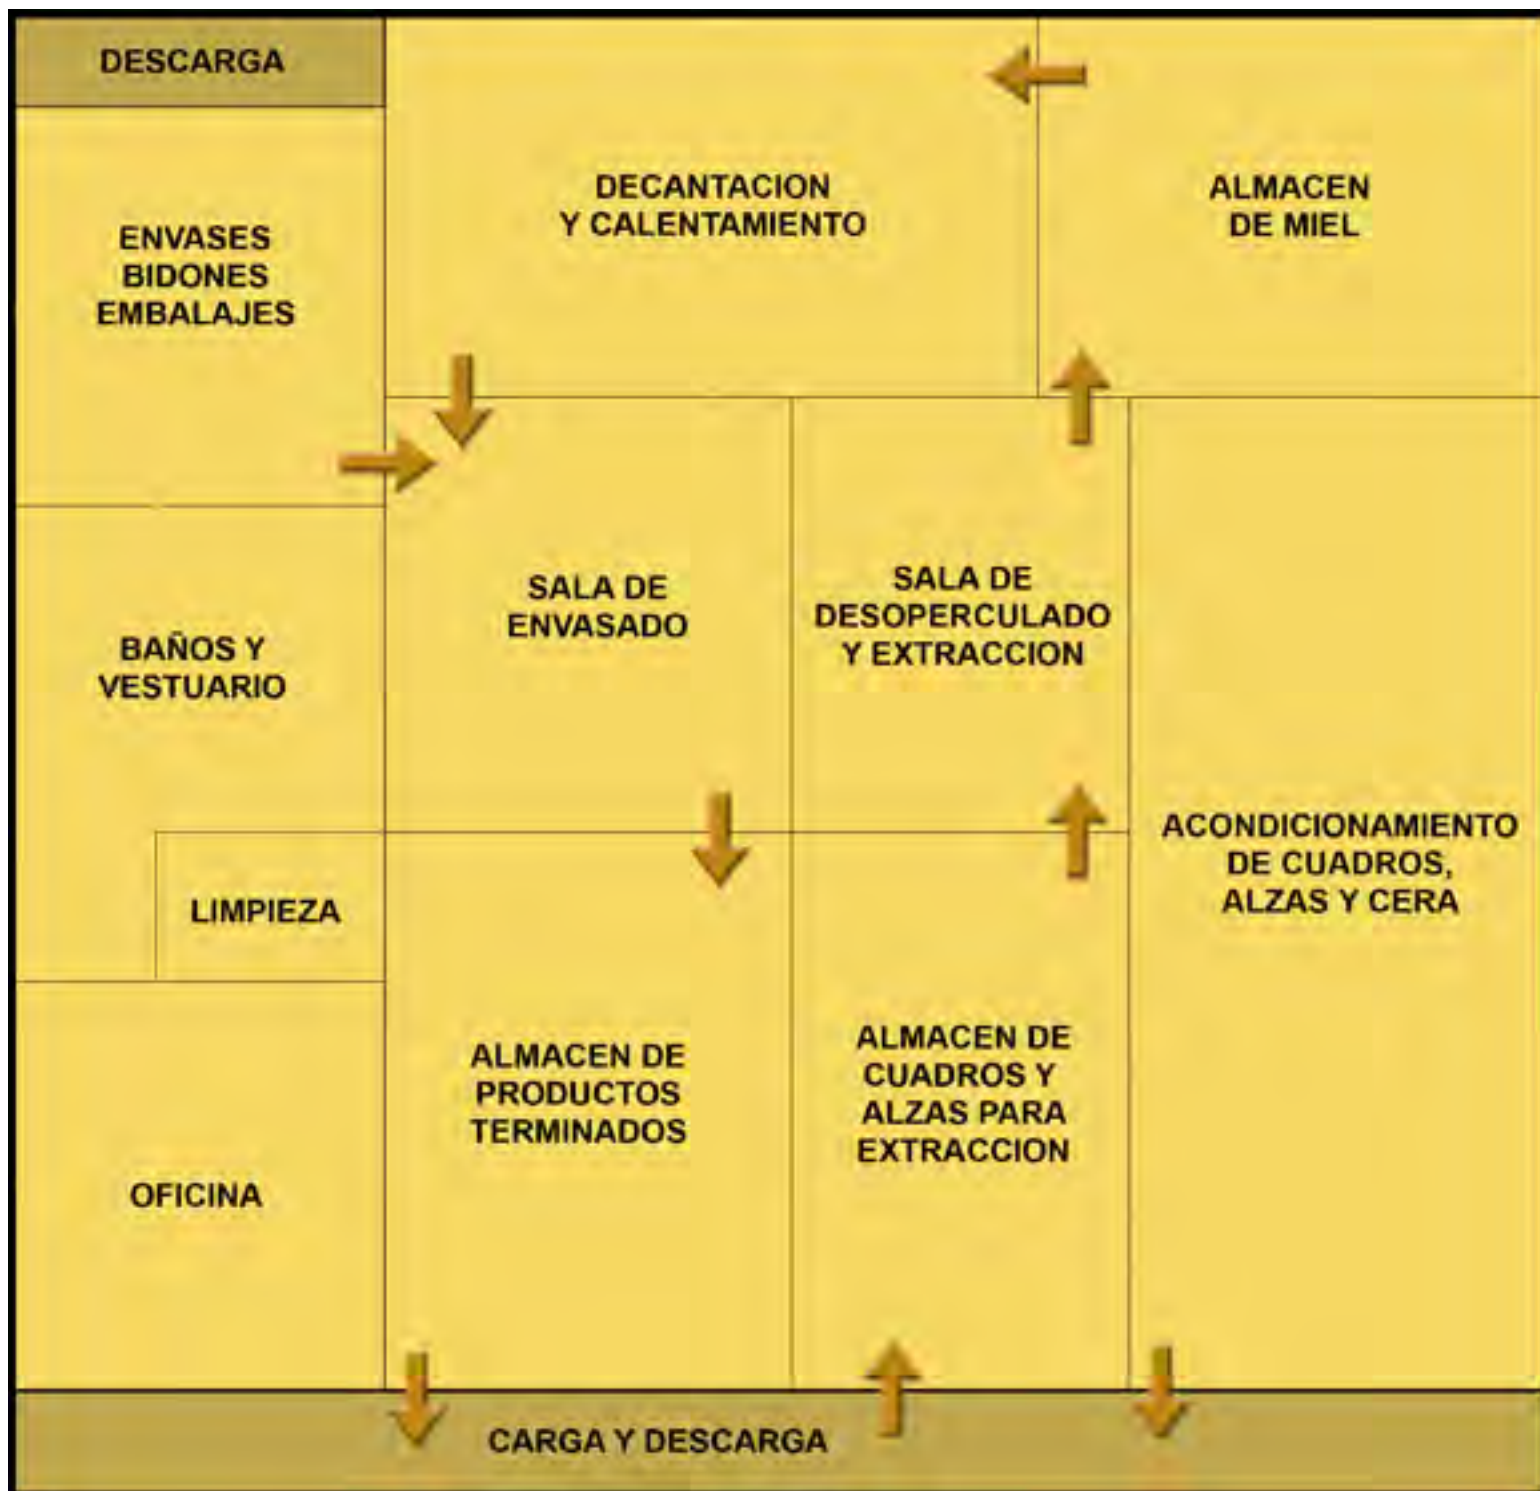 DESCARGA
ENVASES
BIDONES
EMBALAJES
DECANTACION
Y CALENTAMIENTO
ALMACEN
DE MIEL
BAÑOS Y
VESTUARIO
LIMPIEZA
OFICINA
SALA DE
ENVASADO
SALA DE
DESOPERCULADO
Y EXTRACCION
ACONDICIONAMIENTO
DE CUADROS,
ALZAS Y CERA
ALMACEN DE
PRODUCTOS
TERMINADOS
ALMACEN DE
CUADROS Y
ALZAS PARA
EXTRACCION
CARGA Y DESCARGA